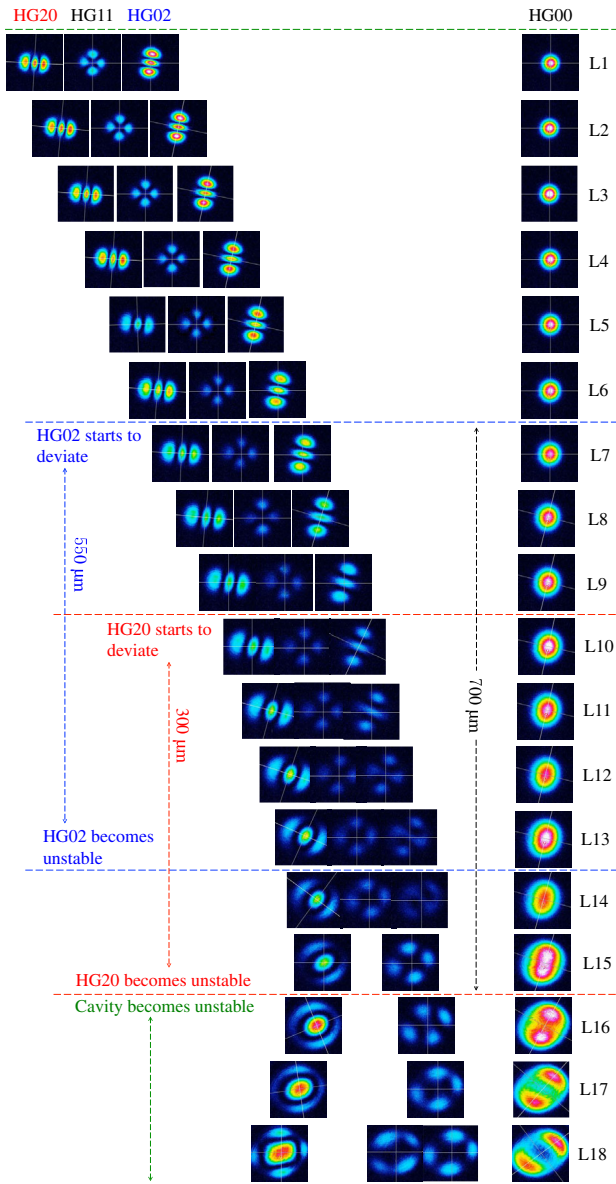 HG20 HG11 HG02 HG00
L1
L2
L3
L4
L5
L6
HG02 starts to
deviate
L7
L8
550 µm
L9
HG20 starts to
deviate
L10
700 µm
L11
300 µm
L12
HG02 becomes
unstable
L13
L14
L15
HG20 becomes unstable
Cavity becomes unstable
L16
L17
L18